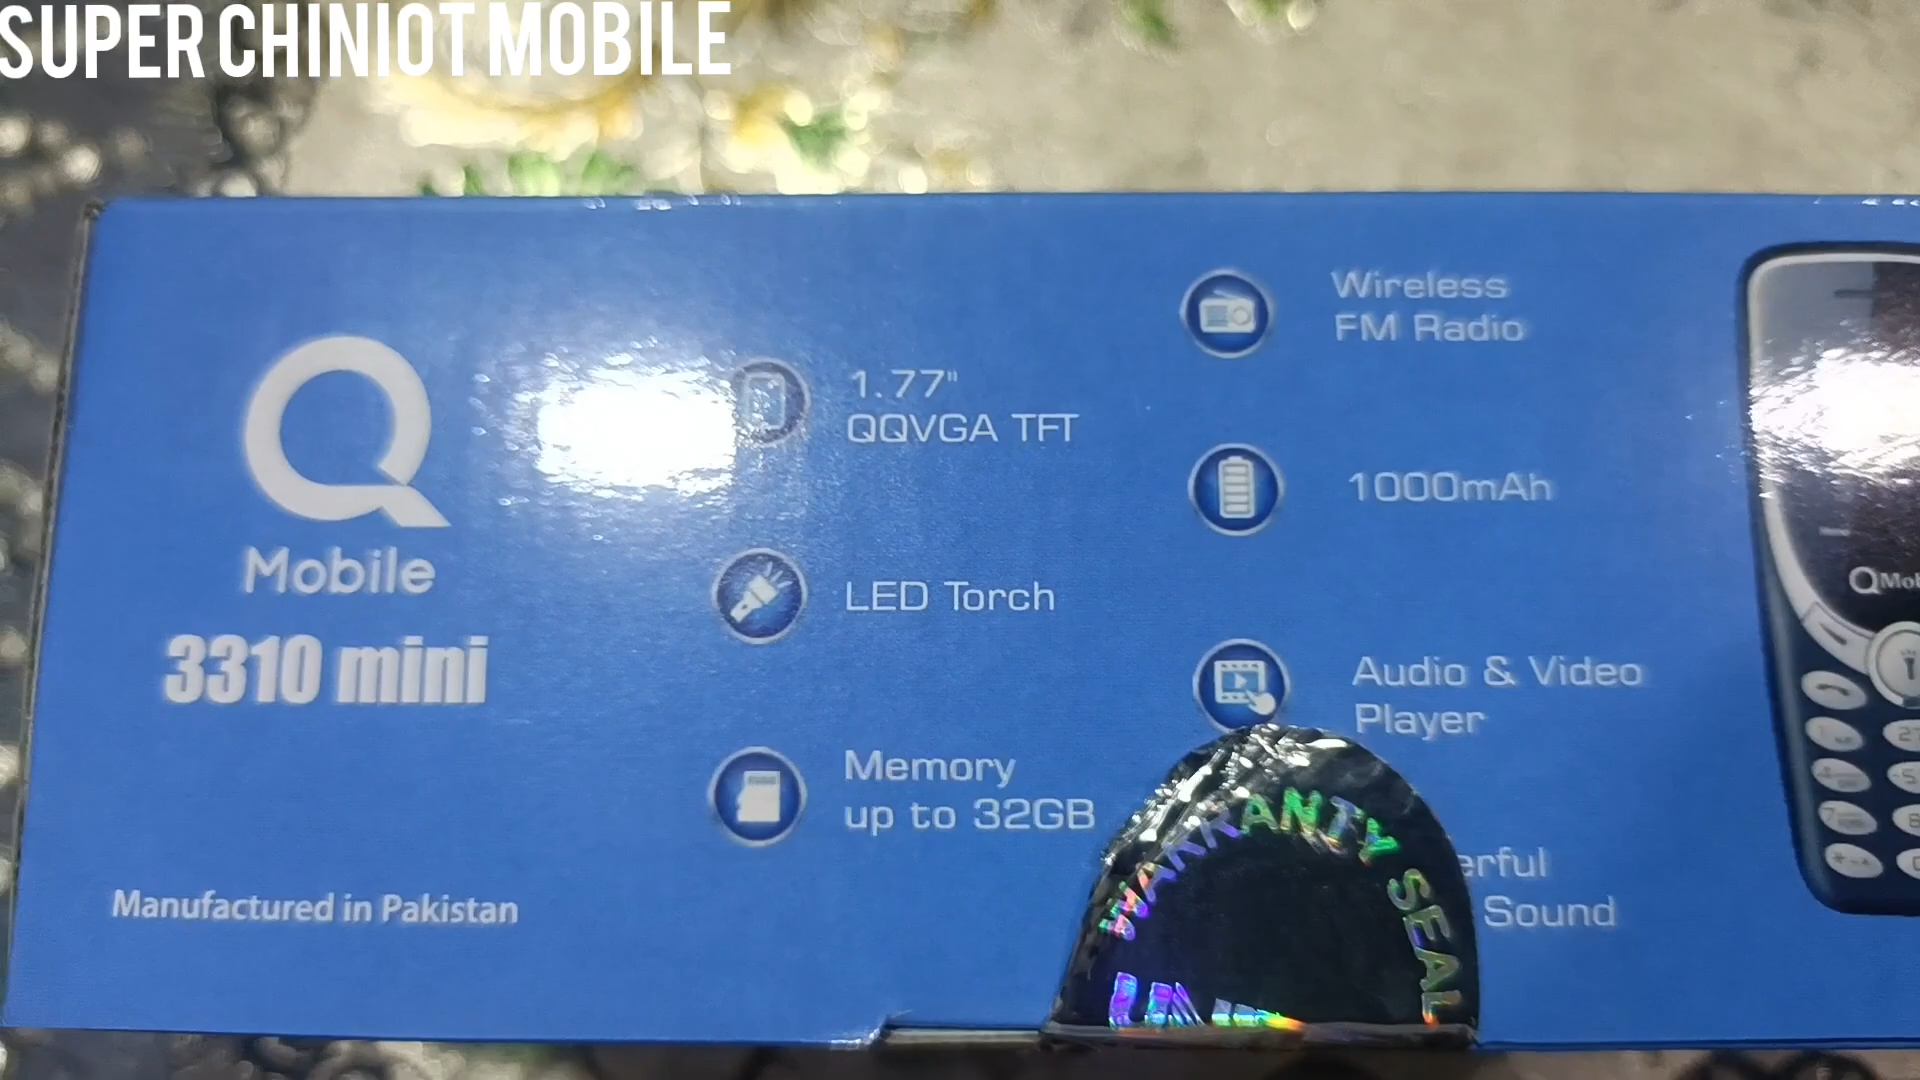 SUPER CHINIOT MOBILE
Q
Mobile
3310 mini
Manufactured in Pakistan
1.77"
QQVGA TFT
LED Torch
Memory
up to 32GB
Wireless
FM Radio
1000mAh
Audio & Video
Player
Sound
WARRANTY SEAL
QMob